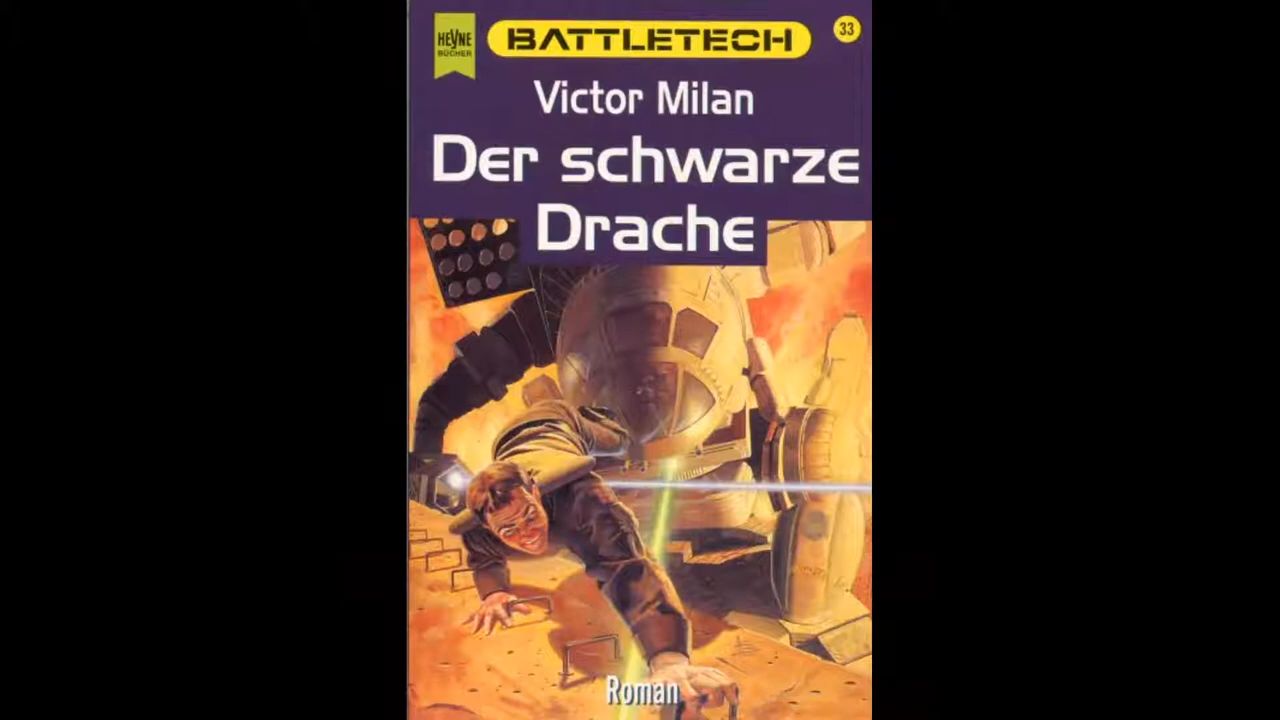 HEYNE
BÜCHER
BATTLETECH
33
Victor Milan
Der schwarze
Drache
Roman